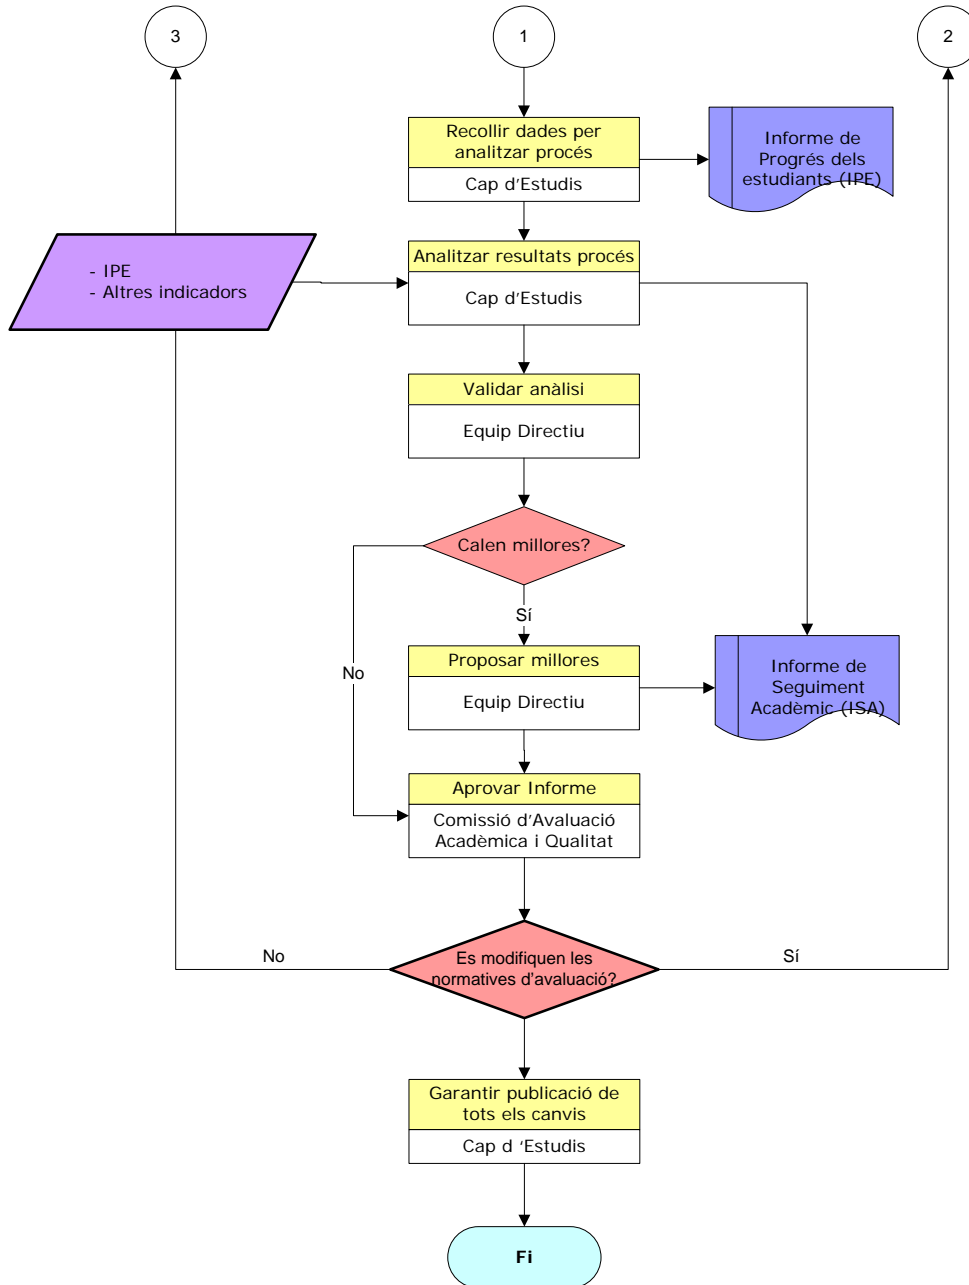 3
1
2
Recollir dades per
analitzar procés
Cap d'Estudis
Informe de
Progrés dels
estudiants (IPE)
- IPE
- Altres indicadors
Analitzar resultats procés
Cap d'Estudis
Validar anàlisi
Equip Directiu
Calen millores?
Sí
No
Proposar millores
Equip Directiu
Informe de
Seguiment
Acadèmic (ISA)
Aprovar Informe
Comissió d'Avaluació
Acadèmica i Qualitat
No
Es modifiquen les
normatives d'avaluació?
Sí
Garantir publicació de
tots els canvis
Cap d 'Estudis
Fi